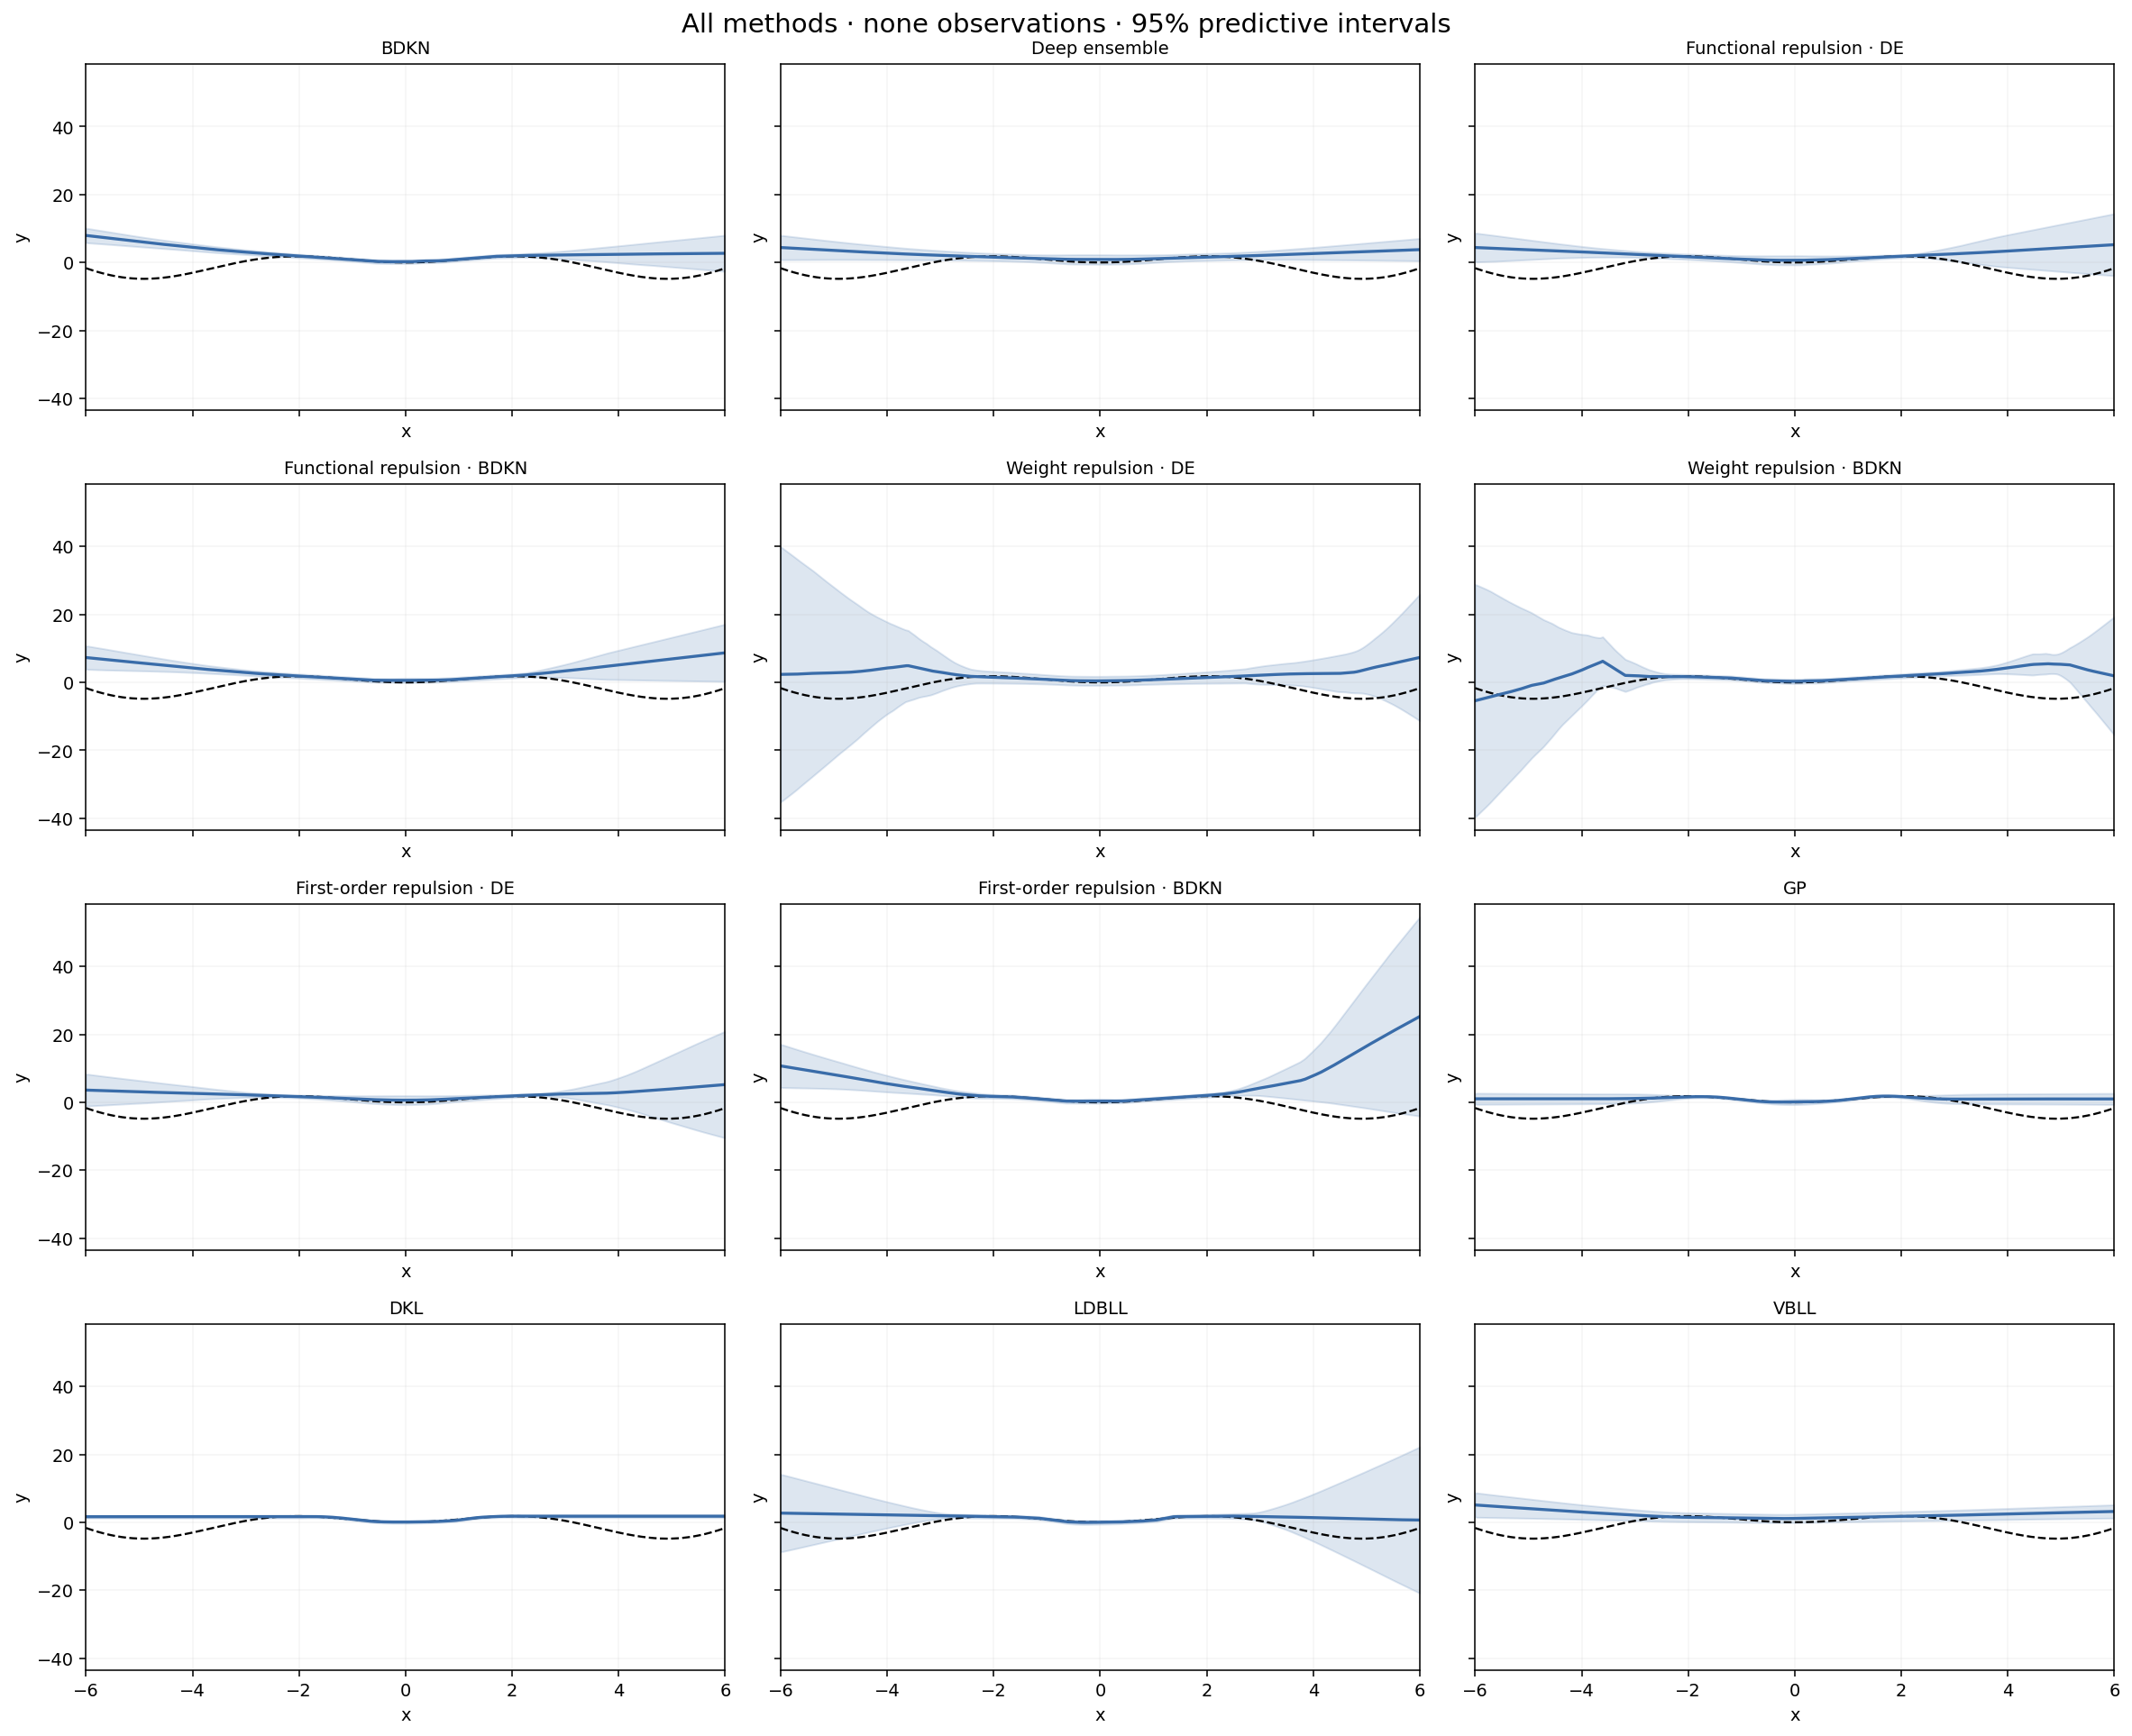 All methods · none observations · 95% predictive intervals
BDKN
Deep ensemble
Functional repulsion · DE
y
40
20
0
−20
−40
x
y
x
y
x
Functional repulsion · BDKN
Weight repulsion · DE
Weight repulsion · BDKN
y
40
20
0
−20
−40
x
y
x
y
x
First-order repulsion · DE
First-order repulsion · BDKN
GP
y
40
20
0
−20
−40
x
y
x
y
x
DKL
LDBLL
VBLL
y
40
20
0
−20
−40
−6 −4 −2 0 2 4 6
x
y
−6 −4 −2 0 2 4 6
x
y
−6 −4 −2 0 2 4 6
x